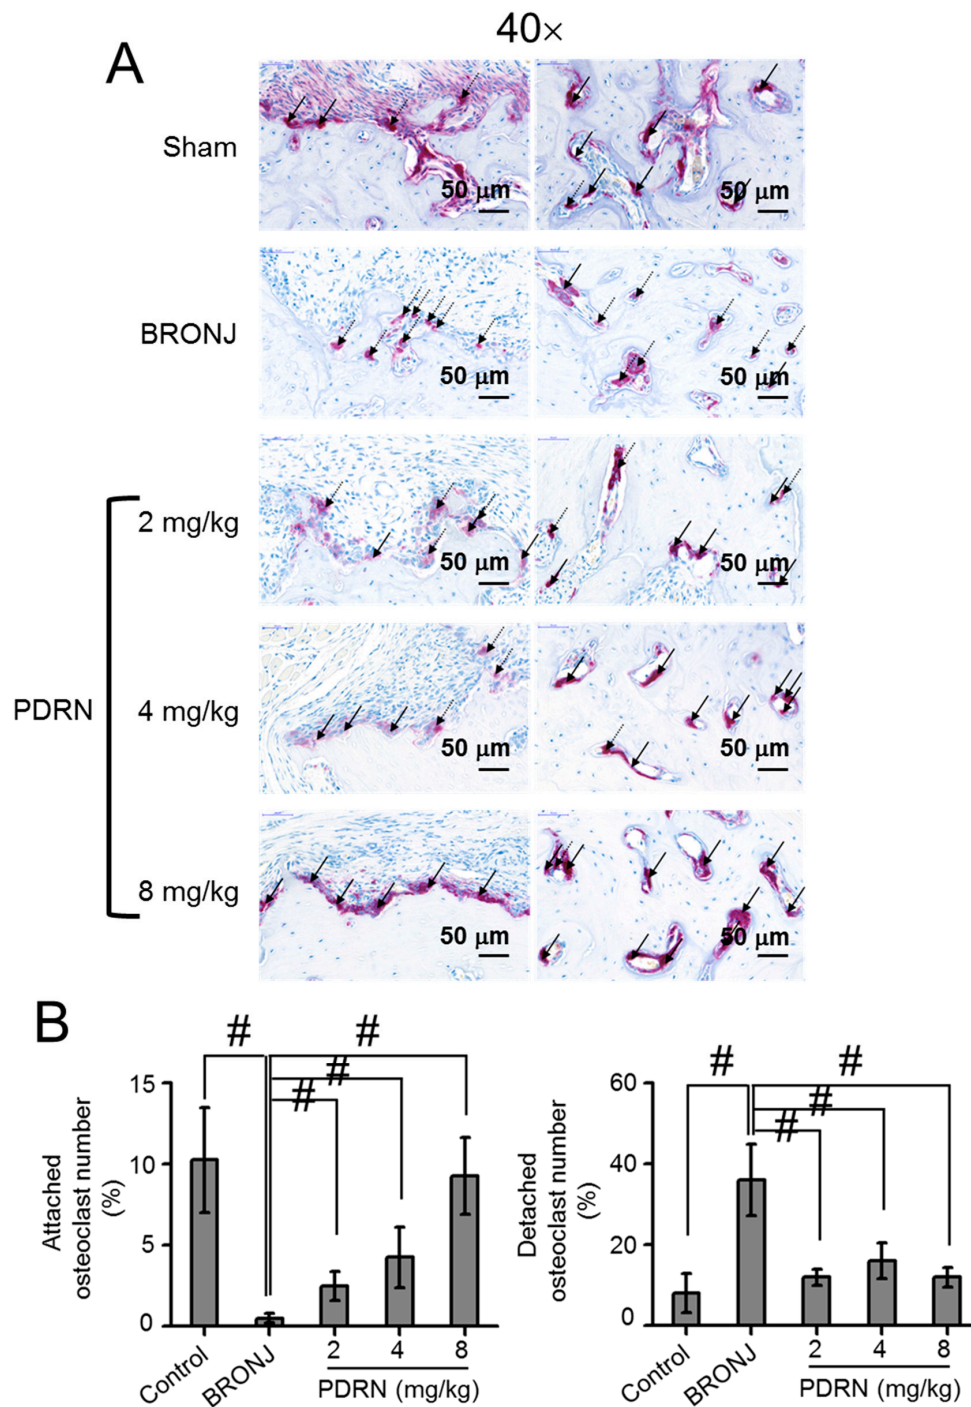 40×
A
Sham
50 μm
50 μm
BRONJ
50 μm
50 μm
2 mg/kg
50 μm
50 μm
PDRN
4 mg/kg
50 μm
50 μm
8 mg/kg
50 μm
50 μm
B
#
#
#
#
15
10
5
0
Attached
osteoclast number
(%)
Control
BRONJ
2
4
8
PDRN (mg/kg)
#
#
#
#
60
40
20
0
Detached
osteoclast number
(%)
Control
BRONJ
2
4
8
PDRN (mg/kg)